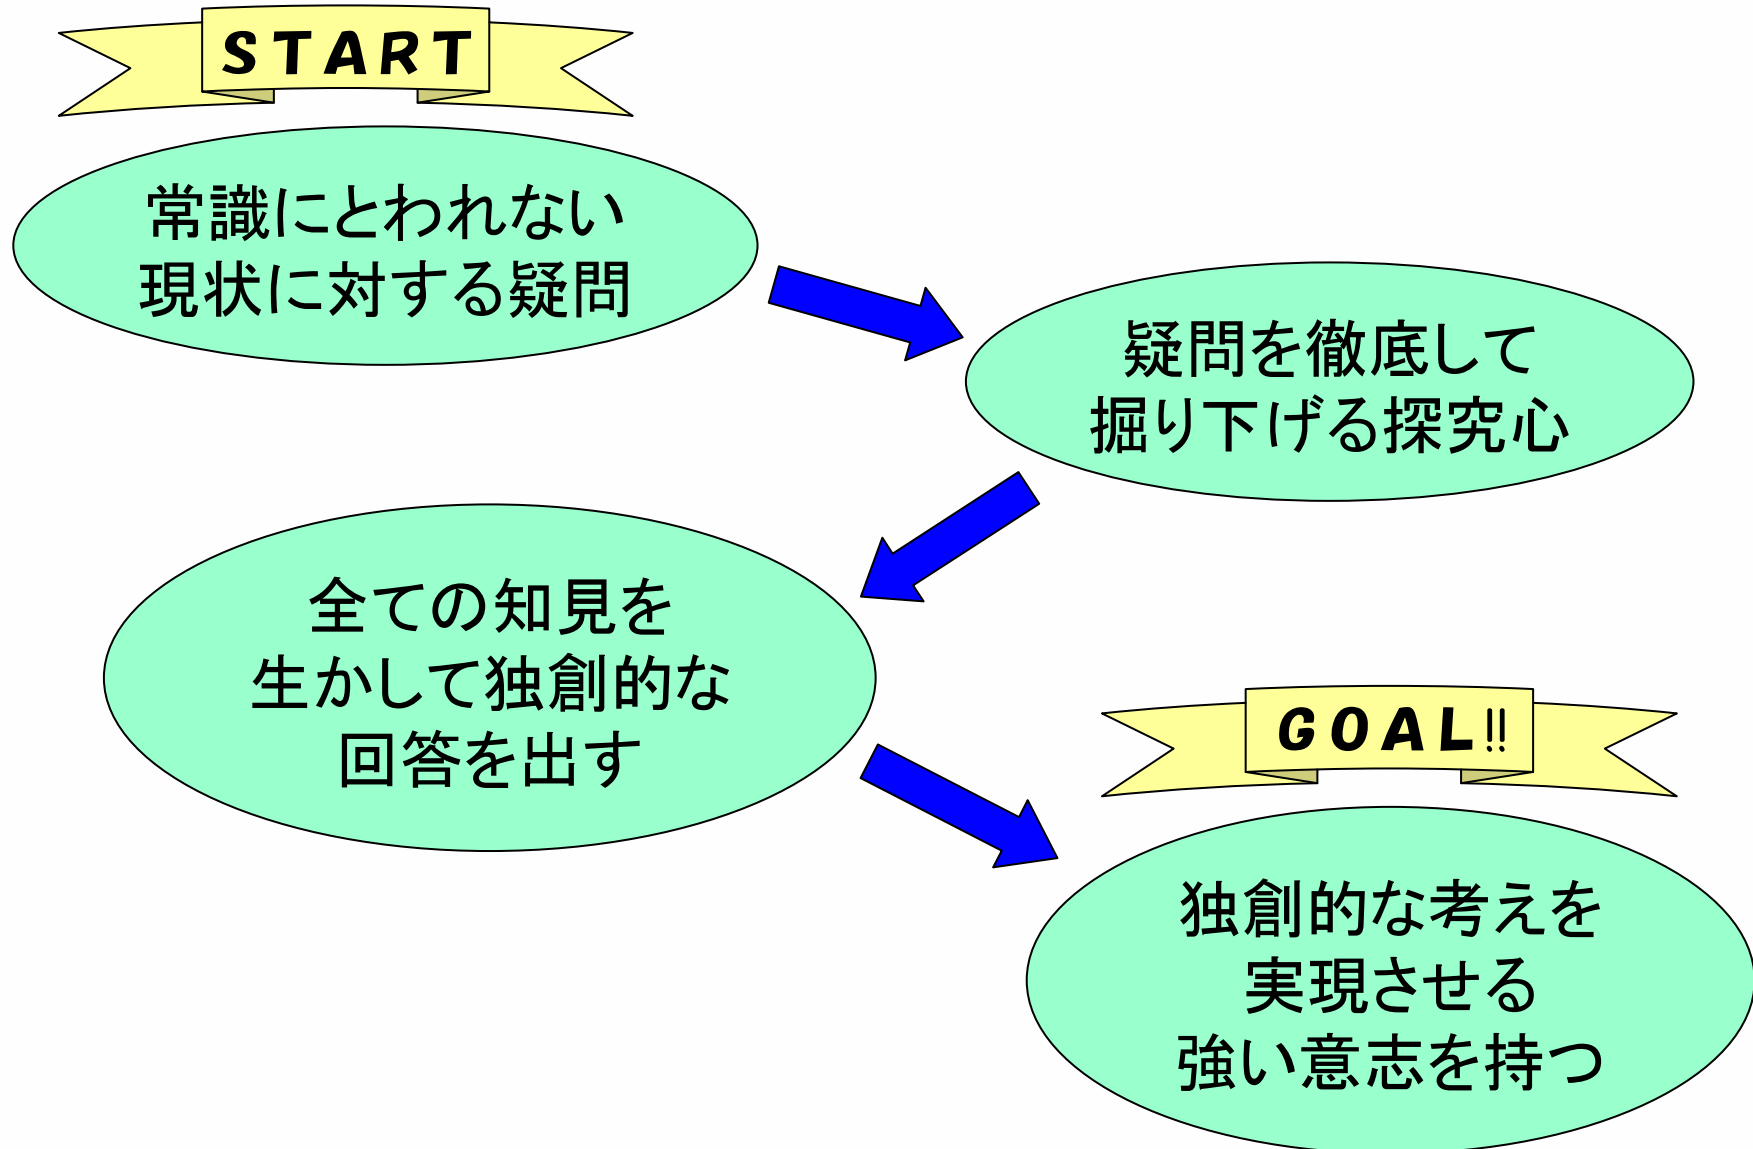 START
常識にとわれない
現状に対する疑問
疑問を徹底して
掘り下げる探究心
全ての知見を
生かして独創的な
回答を出す
GOAL!!
独創的な考えを
実現させる
強い意志を持つ